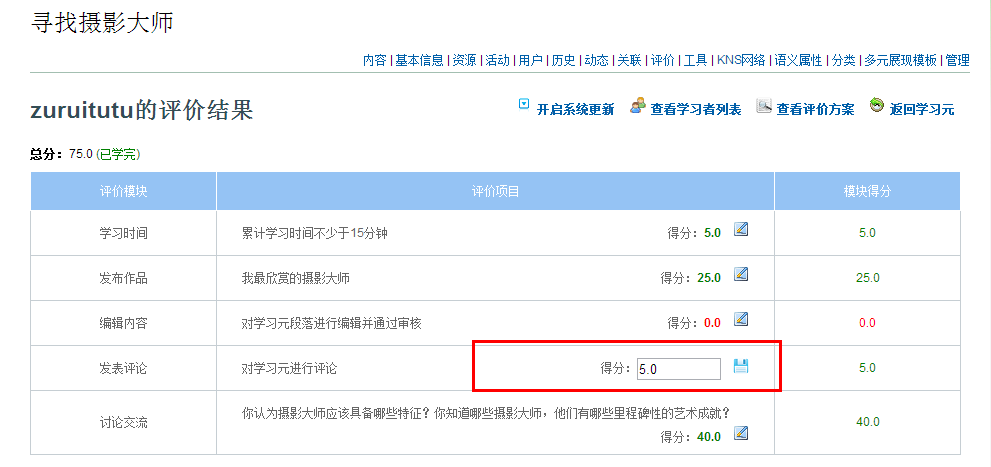 寻找摄影大师
内容 | 基本信息 | 资源 | 活动 | 用户 | 历史 | 动态 | 关联 | 评价 | 工具 | KNS网络 | 语义属性 | 分类 | 多元展现模板 | 管理
zuruitutu的评价结果 开启系统更新 查看学习者列表 查看评价方案 返回学习元
总分：75.0 (已学完)
评价模块 评价项目 模块得分
学习时间 累计学习时间不少于15分钟 得分：5.0 5.0
发布作品 我最欣赏的摄影大师 得分：25.0 25.0
编辑内容 对学习元段落进行编辑并通过审核 得分：0.0 0.0
发表评论 对学习元进行评论 得分：5.0 5.0
讨论交流 你认为摄影大师应该具备哪些特征？你知道哪些摄影大师，他们有哪些里程碑性的艺术成就？
得分：40.0 40.0